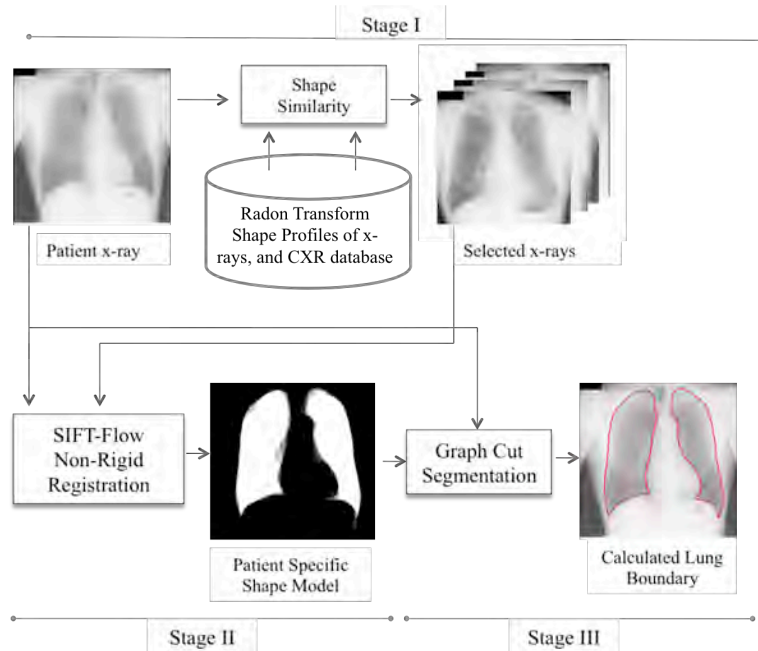 Stage I
Shape
Similarity
Radon Transform
Shape Profiles of x-
rays, and CXR database
Patient x-ray
Selected x-rays
SIFT-Flow
Non-Rigid
Registration
Graph Cut
Segmentation
Patient Specific
Shape Model
Calculated Lung
Boundary
Stage II
Stage III